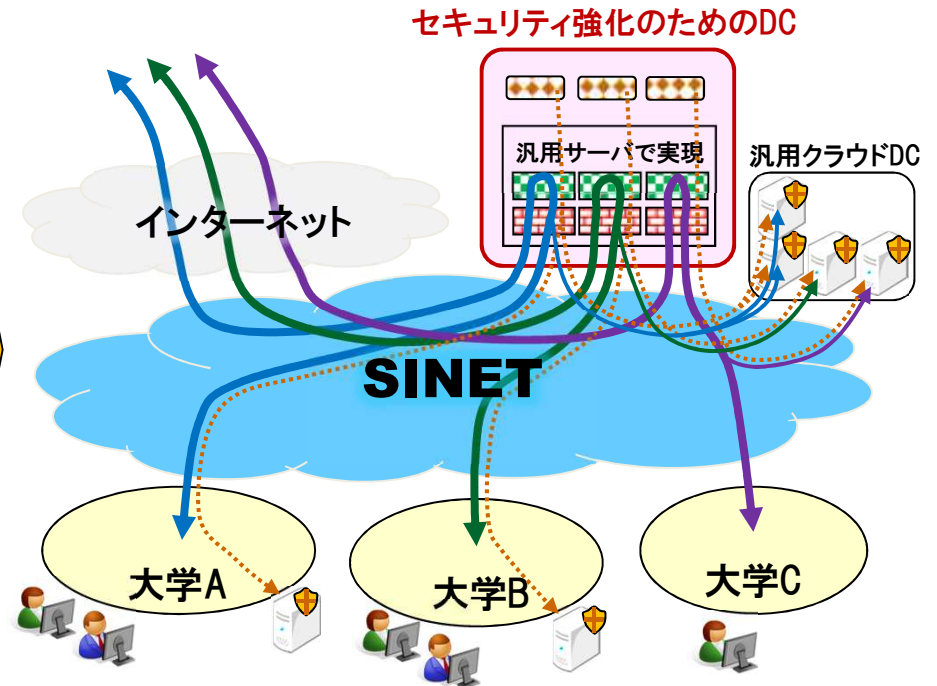 セキュリティ強化のためのDC
汎用サーバで実現
汎用クラウドDC
インターネット
SINET
大学A
大学B
大学C